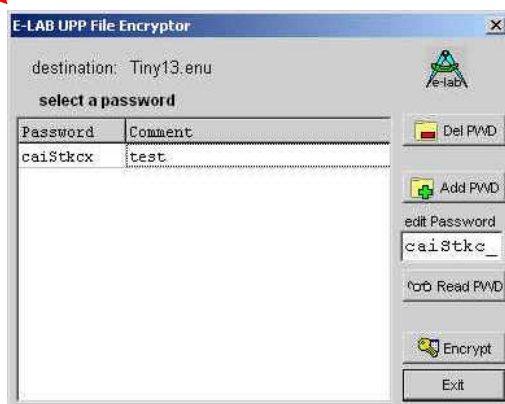 E-LAB UPP File Encryptor
destination: Tiny13.enu
e-lab
select a password
Password Comment
caiStkcx test
Del PWD
Add PWD
edit Password
caiStkc_
Read PWD
Encrypt
Exit